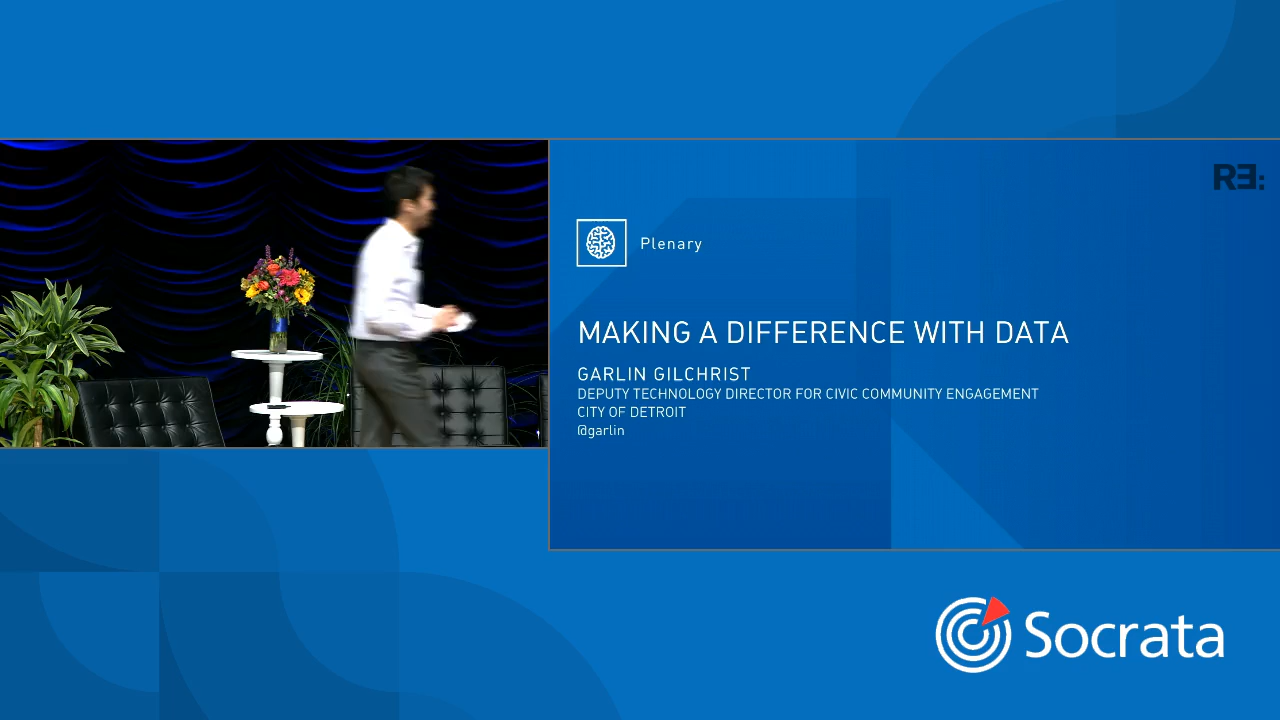 RE:
Plenary
MAKING A DIFFERENCE WITH DATA
GARLIN GILCHRIST
DEPUTY TECHNOLOGY DIRECTOR FOR CIVIC COMMUNITY ENGAGEMENT
CITY OF DETROIT
@garlin
Socrata